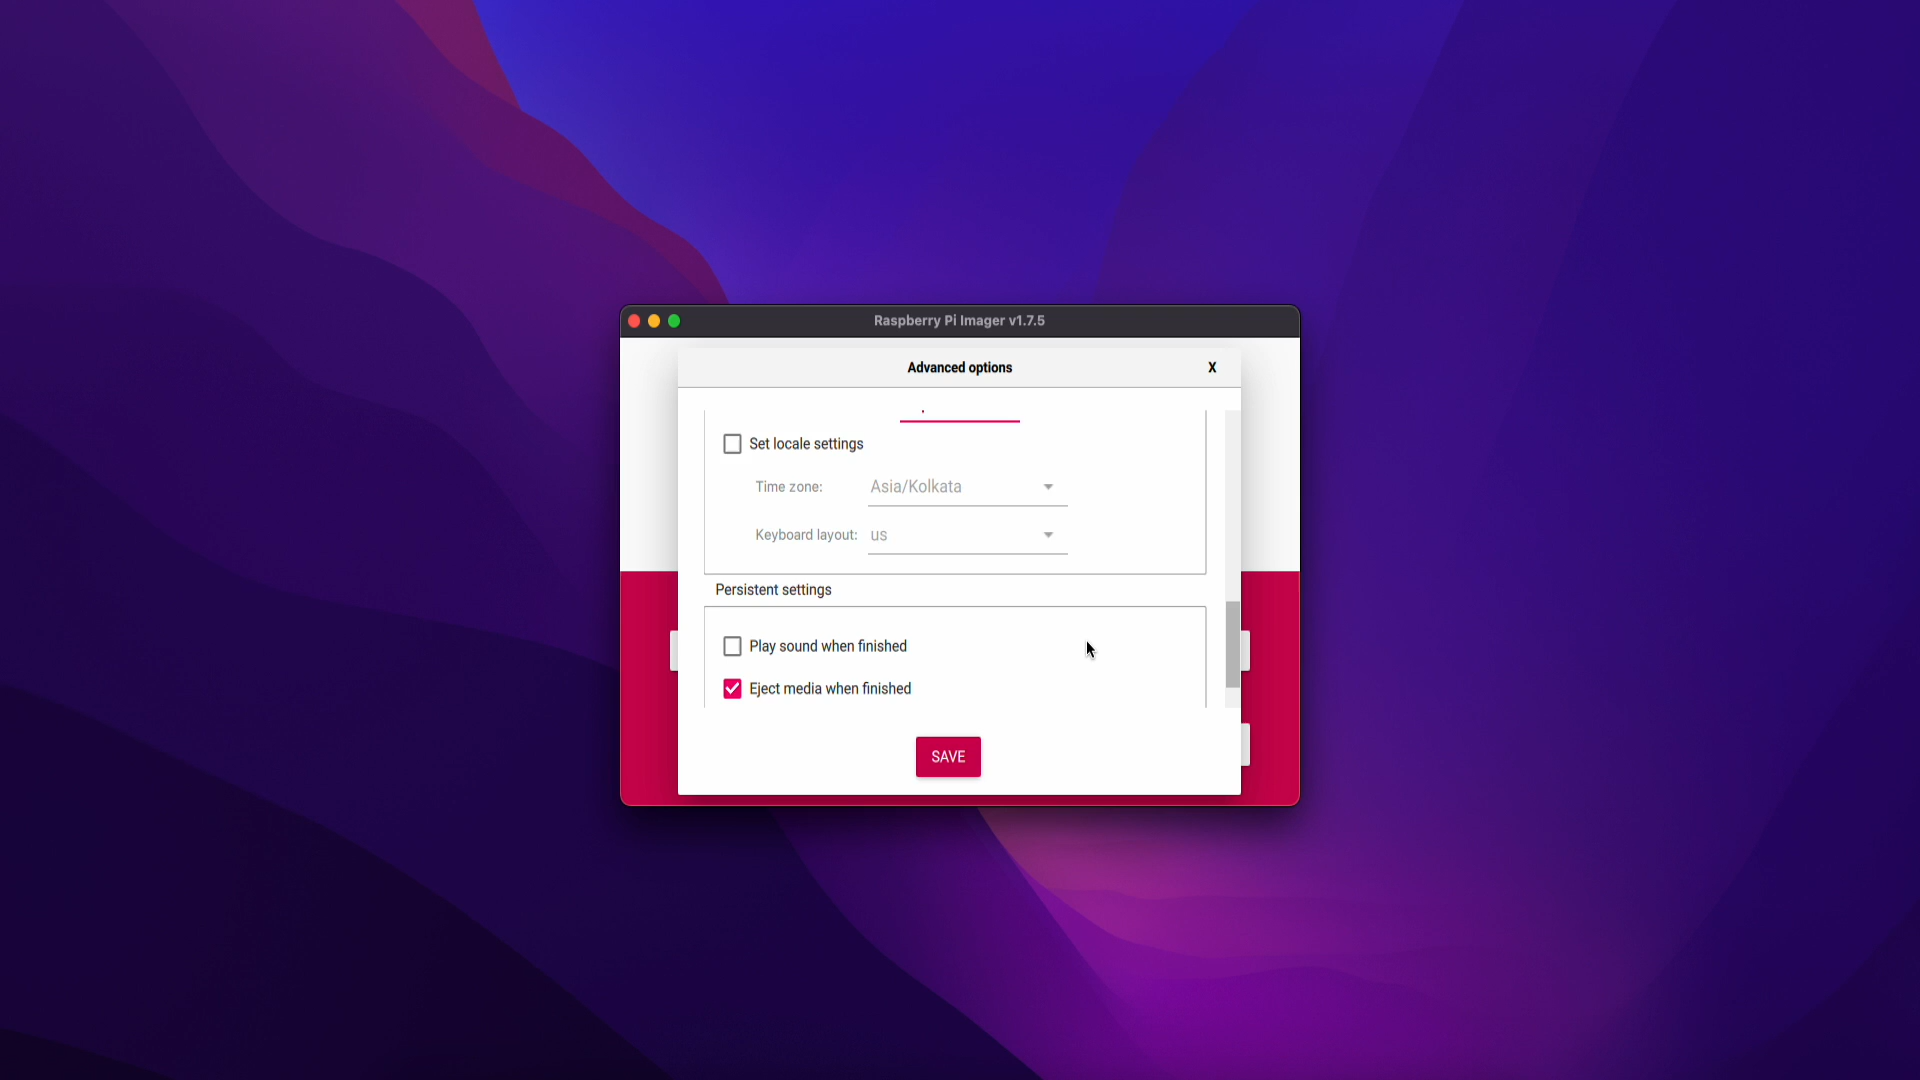 Raspberry Pi Imager v1.7.5
Advanced options
X
Set locale settings
Time zone: Asia/Kolkata
Keyboard layout: us
Persistent settings
Play sound when finished
Eject media when finished
SAVE